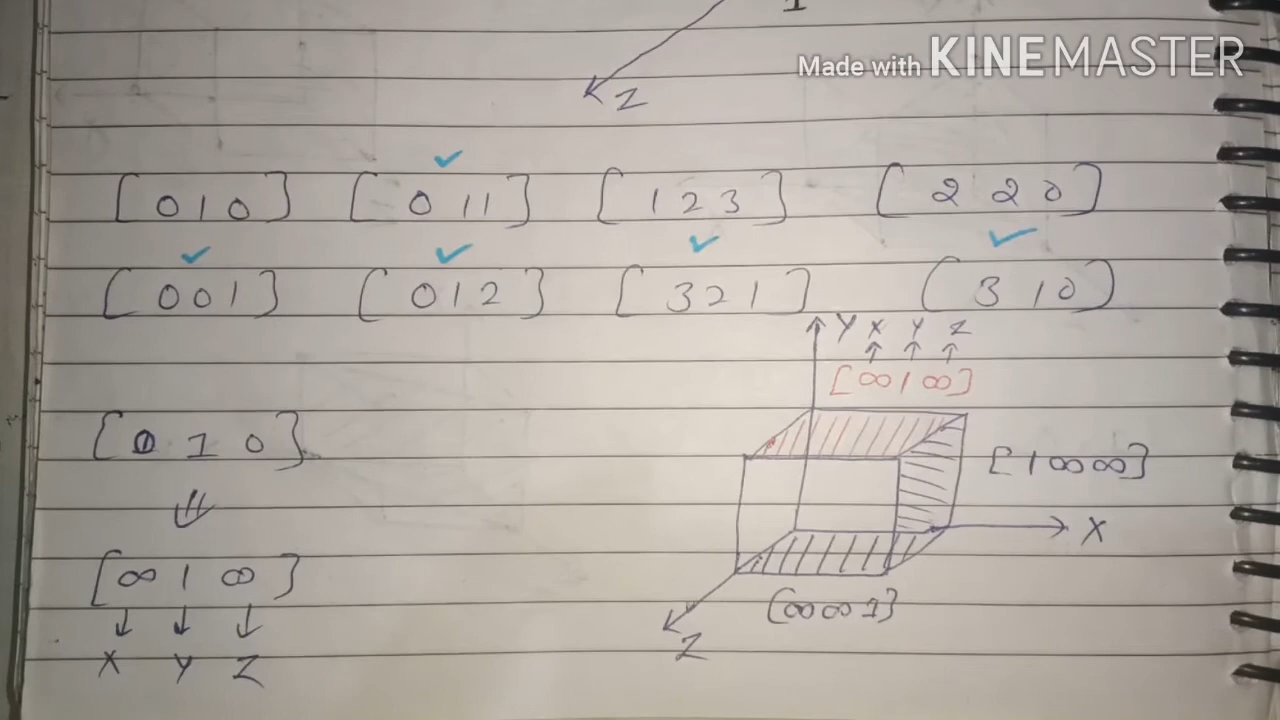 Made with KINEMASTER
Z
[ 0 1 0 ] [ 0 1 1 ] [ 1 2 3 ] [ 2 2 0 ]
[ 0 0 1 ] [ 0 1 2 ] [ 3 2 1 ] [ 3 1 0 ]
Y X Y Z
[ ∞ 1 ∞ ]
[ 0 1 0 ]
[ 1 ∞ ∞ ]
X
[ ∞ 1 ∞ ]
[ ∞ ∞ 1 ]
X Y Z
Z